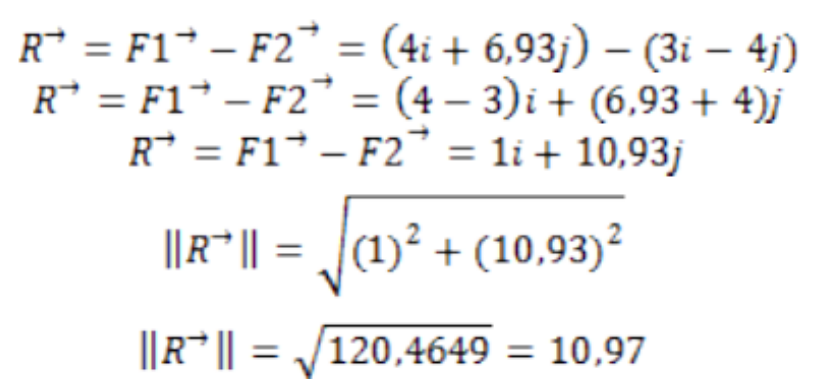 R⃗ = F1⃗ − F2⃗ = (4i + 6,93j) − (3i − 4j)
R⃗ = F1⃗ − F2⃗ = (4 − 3)i + (6,93 + 4)j
R⃗ = F1⃗ − F2⃗ = 1i + 10,93j
‖R⃗‖ = √((1)² + (10,93)²)
‖R⃗‖ = √120,4649 = 10,97